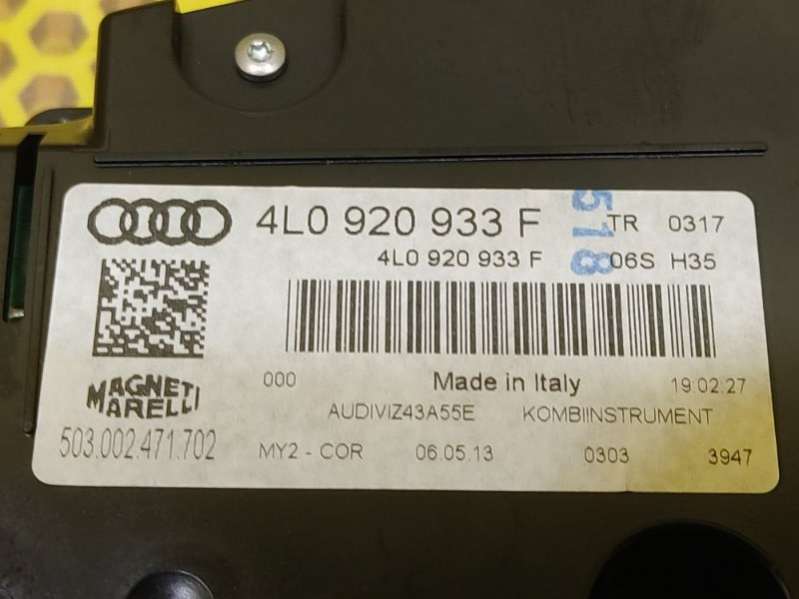 4L0 920 933 F TR 0317
4L0 920 933 F 06S H35
518
000 Made in Italy 19:02:27
MAGNETI MARELLI
AUDIVIZ43A55E KOMBIINSTRUMENT
503.002.471.702 MY2 - COR 06.05.13 0303 3947